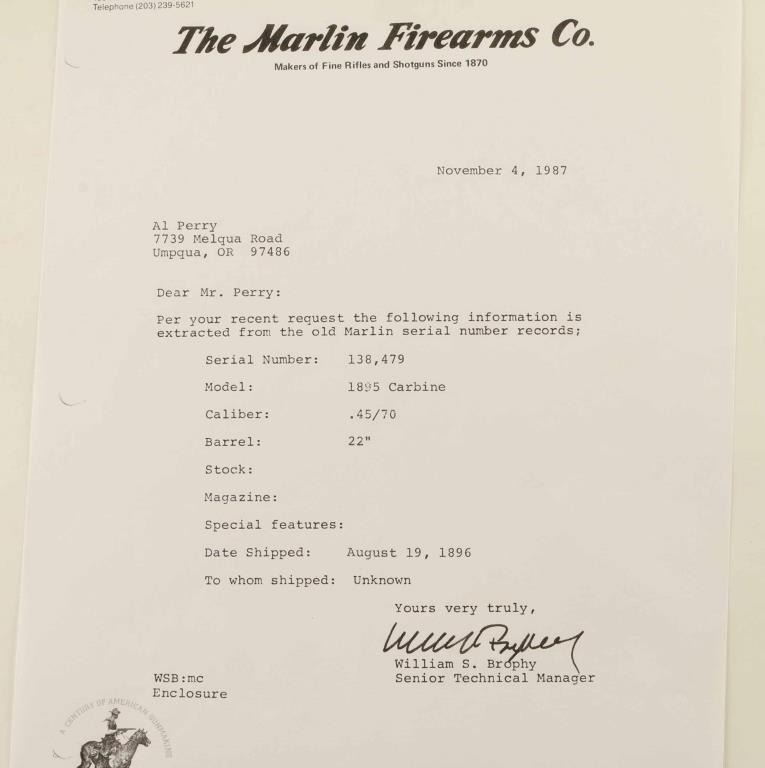 Telephone (203) 239-5621
The Marlin Firearms Co.
Makers of Fine Rifles and Shotguns Since 1870
November 4, 1987
Al Perry
7739 Melqua Road
Umpqua, OR 97486
Dear Mr. Perry:
Per your recent request the following information is
extracted from the old Marlin serial number records;
Serial Number: 138,479
Model: 1895 Carbine
Caliber: .45/70
Barrel: 22"
Stock:
Magazine:
Special features:
Date Shipped: August 19, 1896
To whom shipped: Unknown
Yours very truly,
William S. Brophy
Senior Technical Manager
WSB:mc
Enclosure
A CENTURY OF AMERICAN GUNMAKING